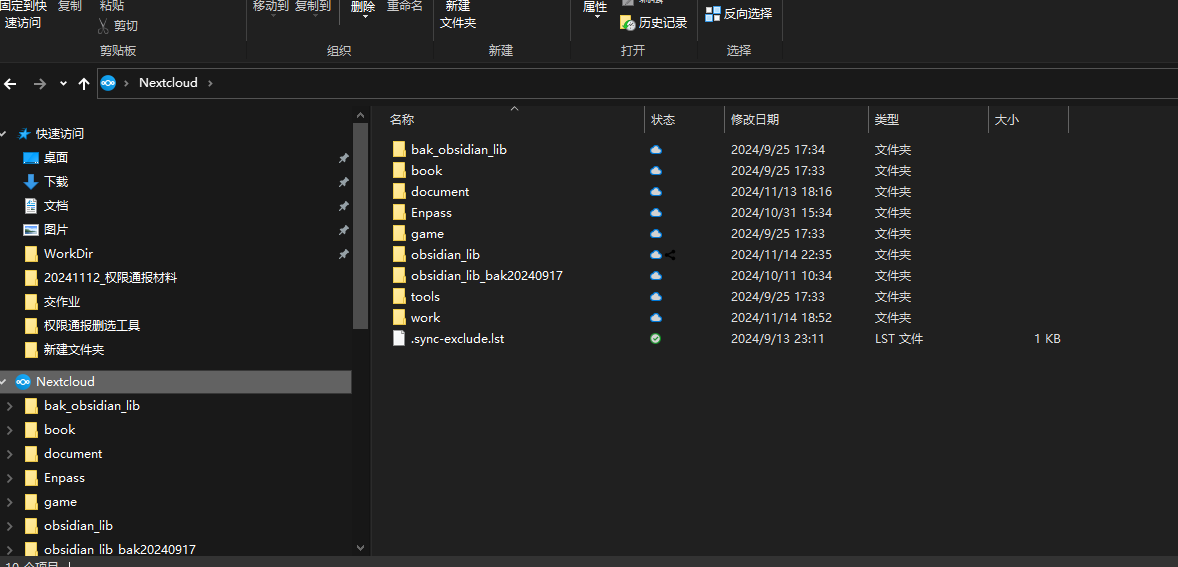 固定到快 复制 粘贴 移动到 复制到 删除 重命名 新建 属性
速访问 剪切 文件夹 历史记录 反向选择
剪贴板 组织 新建 打开 选择
Nextcloud
快速访问
桌面
下载
文档
图片
WorkDir
20241112_权限通报材料
交作业
权限通报删选工具
新建文件夹
Nextcloud
bak_obsidian_lib
book
document
Enpass
game
obsidian_lib
obsidian_lib_bak20240917
名称 状态 修改日期 类型 大小
bak_obsidian_lib 2024/9/25 17:34 文件夹
book 2024/9/25 17:33 文件夹
document 2024/11/13 18:16 文件夹
Enpass 2024/10/31 15:34 文件夹
game 2024/9/25 17:33 文件夹
obsidian_lib 2024/11/14 22:35 文件夹
obsidian_lib_bak20240917 2024/10/11 10:34 文件夹
tools 2024/9/25 17:33 文件夹
work 2024/11/14 18:52 文件夹
.sync-exclude.lst 2024/9/13 23:11 LST 文件 1 KB
10 个项目